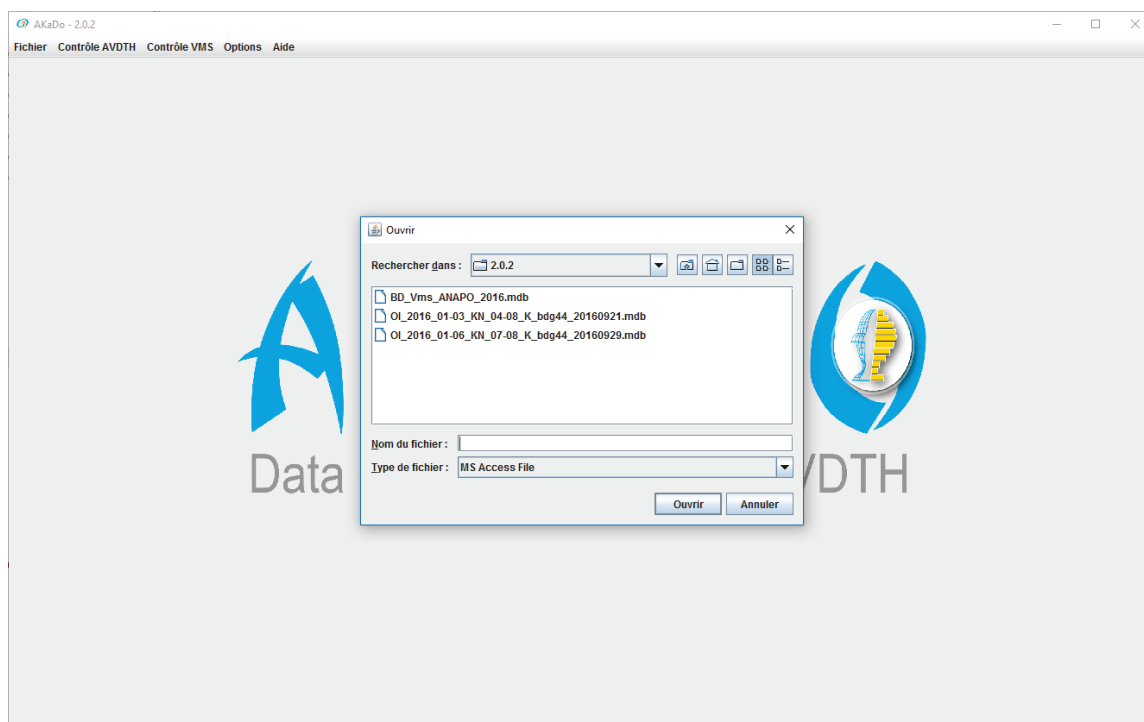 AKaDo - 2.0.2
Fichier Contrôle AVDTH Contrôle VMS Options Aide
Ouvrir
Rechercher dans : 2.0.2
BD_Vms_ANAPO_2016.mdb
OI_2016_01-03_KN_04-08_K_bdg44_20160921.mdb
OI_2016_01-06_KN_07-08_K_bdg44_20160929.mdb
Nom du fichier :
Type de fichier : MS Access File
Ouvrir Annuler
A
Data VDTH